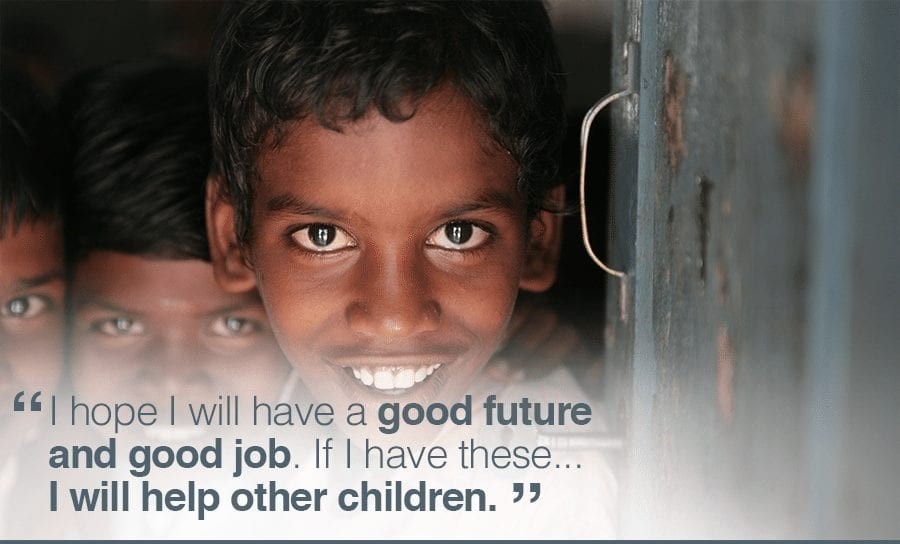 “I hope I will have a good future
and good job. If I have these...
I will help other children.”